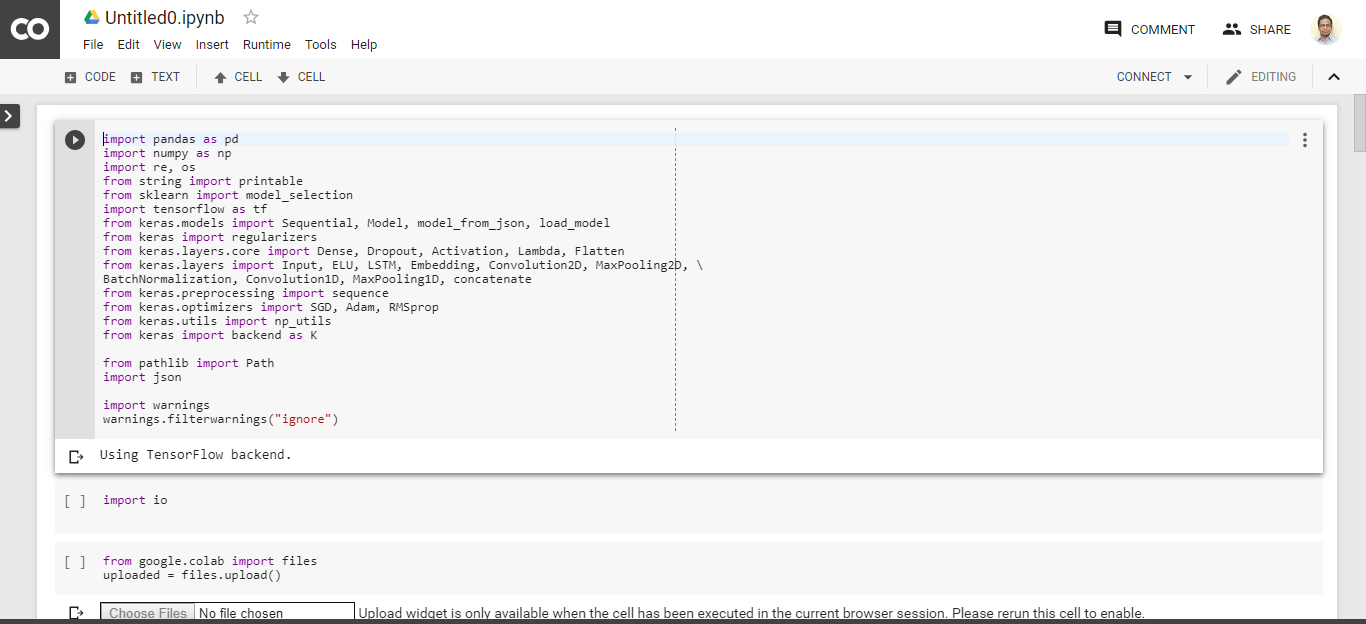 CO
Untitled0.ipynb
File Edit View Insert Runtime Tools Help
COMMENT SHARE
CODE TEXT CELL CELL
CONNECT EDITING
import pandas as pd
import numpy as np
import re, os
from string import printable
from sklearn import model_selection
import tensorflow as tf
from keras.models import Sequential, Model, model_from_json, load_model
from keras import regularizers
from keras.layers.core import Dense, Dropout, Activation, Lambda, Flatten
from keras.layers import Input, ELU, LSTM, Embedding, Convolution2D, MaxPooling2D, \
BatchNormalization, Convolution1D, MaxPooling1D, concatenate
from keras.preprocessing import sequence
from keras.optimizers import SGD, Adam, RMSprop
from keras.utils import np_utils
from keras import backend as K
from pathlib import Path
import json
import warnings
warnings.filterwarnings("ignore")
Using TensorFlow backend.
[ ] import io
[ ] from google.colab import files
uploaded = files.upload()
Choose Files No file chosen Upload widget is only available when the cell has been executed in the current browser session. Please rerun this cell to enable.